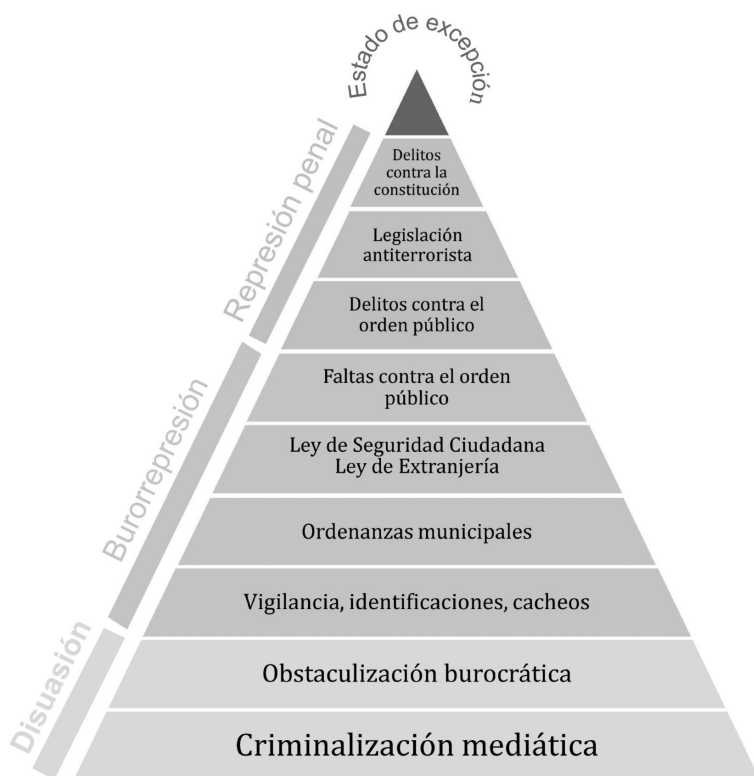 Estado de excepción
Represión penal
Delitos
contra la
constitución
Legislación
antiterrorista
Delitos contra el
orden público
Burorrepresión
Faltas contra el orden
público
Ley de Seguridad Ciudadana
Ley de Extranjería
Ordenanzas municipales
Vigilancia, identificaciones, cacheos
Disuasión
Obstaculización burocrática
Criminalización mediática